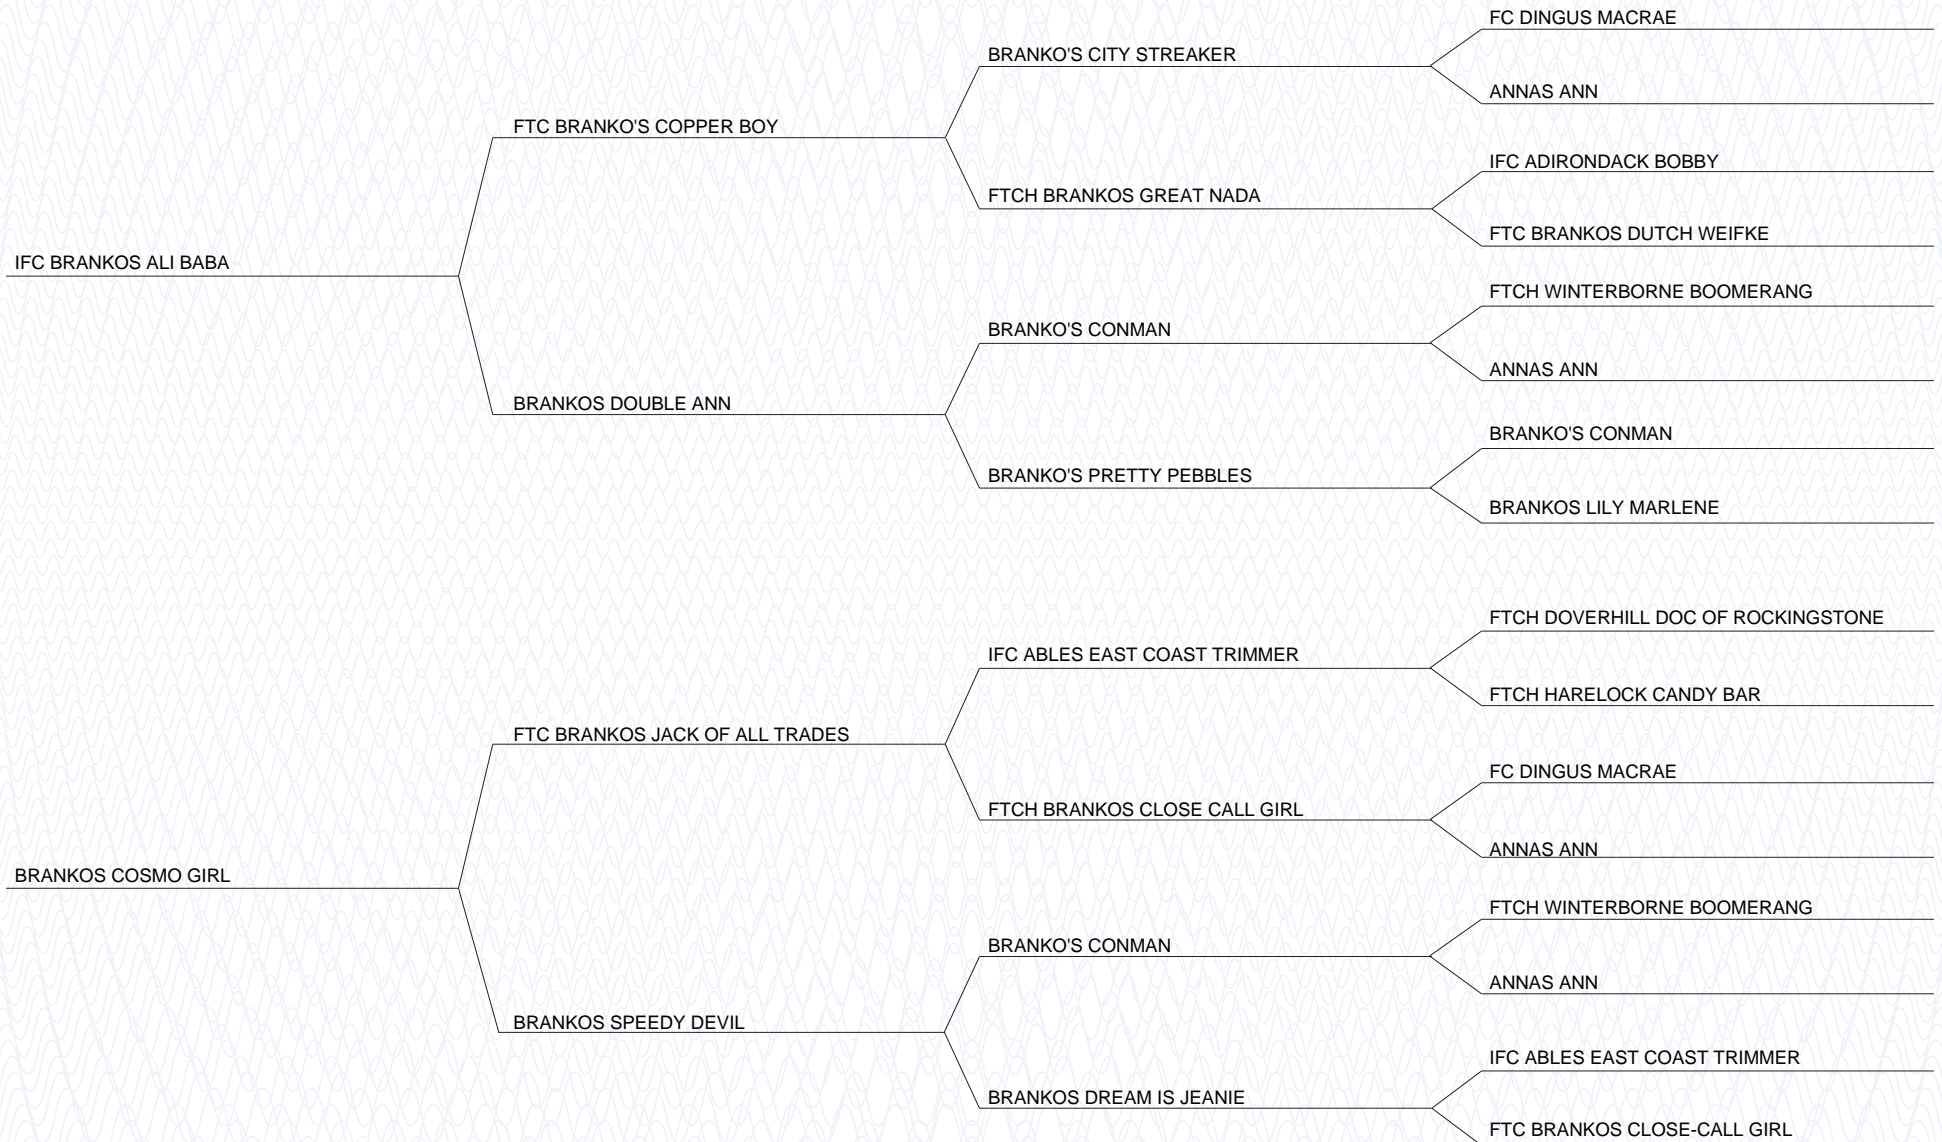 FC DINGUS MACRAE
BRANKO'S CITY STREAKER
ANNAS ANN
FTC BRANKO'S COPPER BOY
IFC ADIRONDACK BOBBY
FTCH BRANKOS GREAT NADA
FTC BRANKOS DUTCH WEIFKE
IFC BRANKOS ALI BABA
FTCH WINTERBORNE BOOMERANG
BRANKO'S CONMAN
ANNAS ANN
BRANKOS DOUBLE ANN
BRANKO'S CONMAN
BRANKO'S PRETTY PEBBLES
BRANKOS LILY MARLENE
FTCH DOVERHILL DOC OF ROCKINGSTONE
IFC ABLES EAST COAST TRIMMER
FTCH HARELOCK CANDY BAR
FTC BRANKOS JACK OF ALL TRADES
FC DINGUS MACRAE
FTCH BRANKOS CLOSE CALL GIRL
ANNAS ANN
BRANKOS COSMO GIRL
FTCH WINTERBORNE BOOMERANG
BRANKO'S CONMAN
ANNAS ANN
BRANKOS SPEEDY DEVIL
IFC ABLES EAST COAST TRIMMER
BRANKOS DREAM IS JEANIE
FTC BRANKOS CLOSE-CALL GIRL